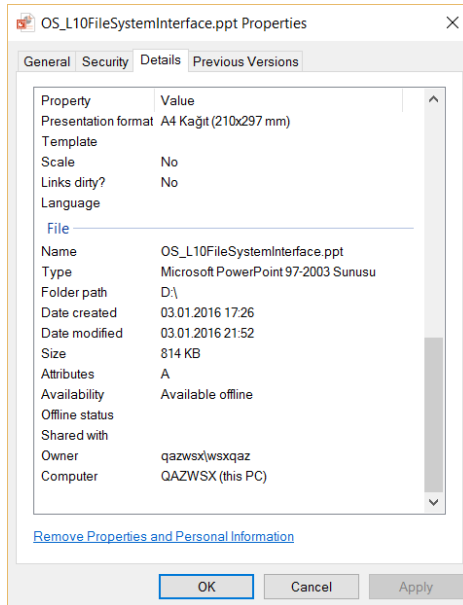 OS_L10FileSystemInterface.ppt Properties
General Security Details Previous Versions
Property Value
Presentation format A4 Kağıt (210x297 mm)
Template
Scale No
Links dirty? No
Language
File
Name OS_L10FileSystemInterface.ppt
Type Microsoft PowerPoint 97-2003 Sunusu
Folder path D:\
Date created 03.01.2016 17:26
Date modified 03.01.2016 21:52
Size 814 KB
Attributes A
Availability Available offline
Offline status
Shared with
Owner qazwsx\wsxqaz
Computer QAZWSX (this PC)
Remove Properties and Personal Information
OK Cancel Apply